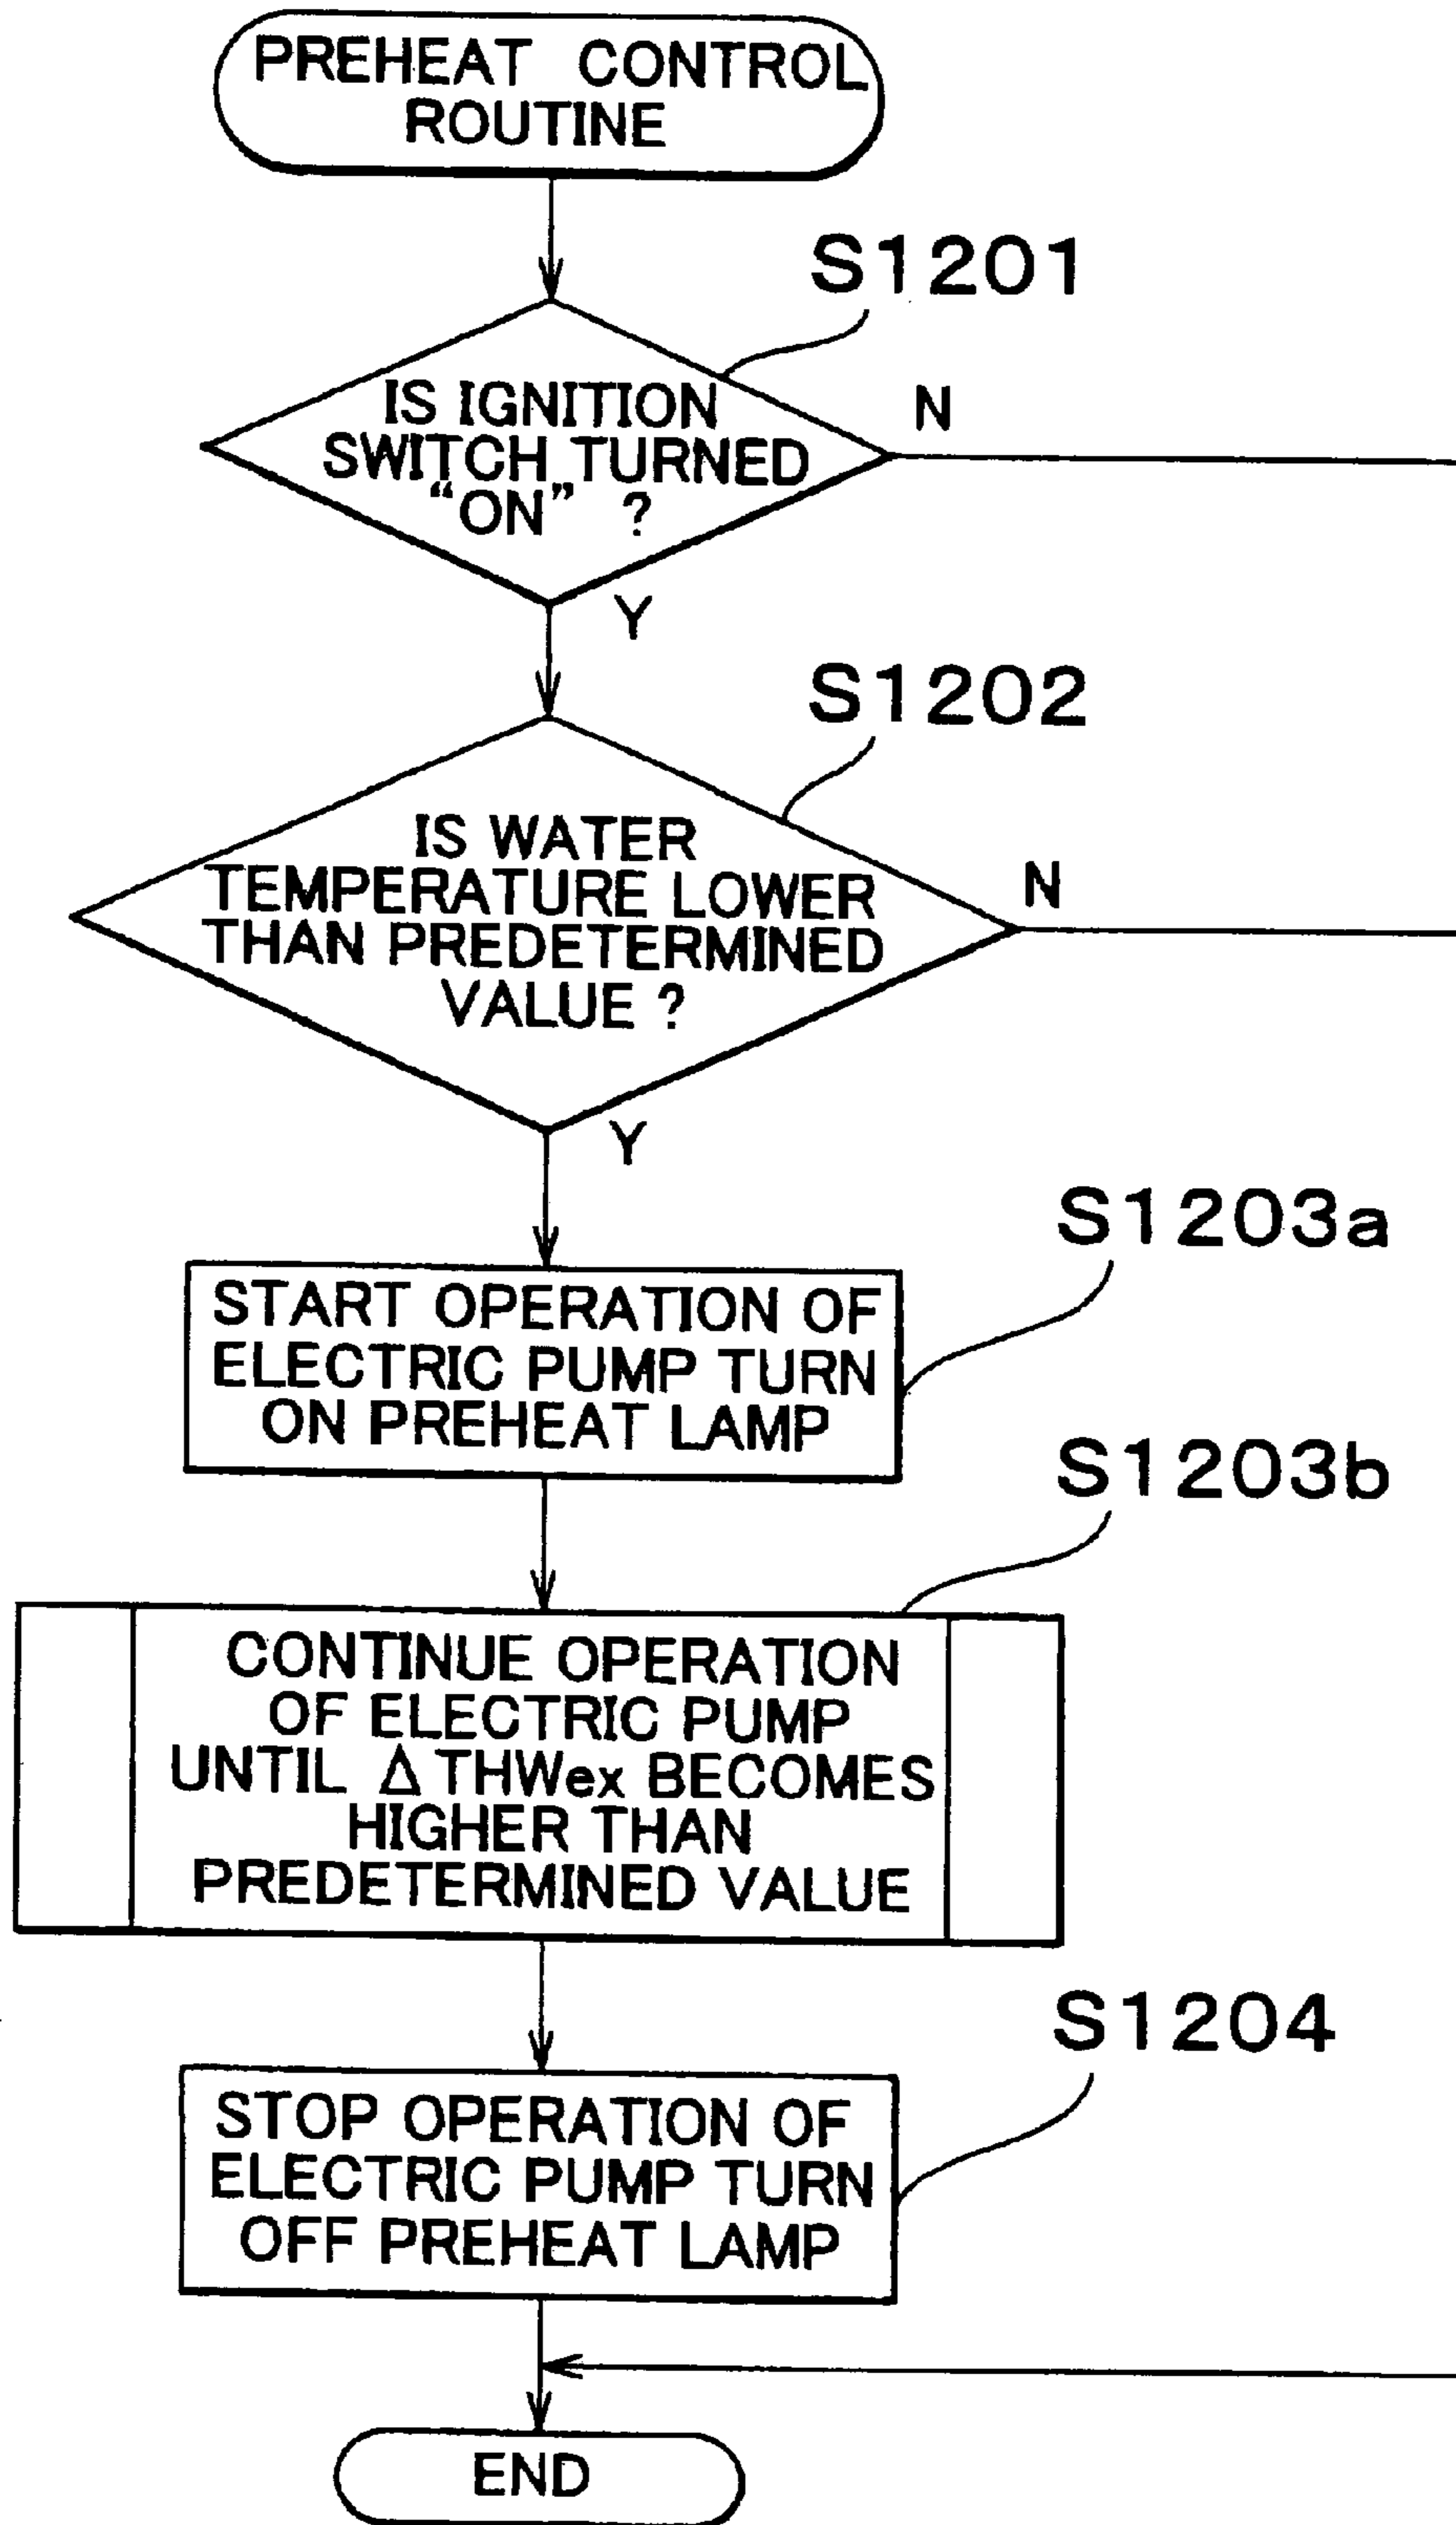 PREHEAT CONTROL
ROUTINE
S1201
IS IGNITION
SWITCH TURNED
“ON” ?
N
Y
S1202
IS WATER
TEMPERATURE LOWER
THAN PREDETERMINED
VALUE ?
N
Y
S1203a
START OPERATION OF
ELECTRIC PUMP TURN
ON PREHEAT LAMP
S1203b
CONTINUE OPERATION
OF ELECTRIC PUMP
UNTIL Δ THWex BECOMES
HIGHER THAN
PREDETERMINED VALUE
S1204
STOP OPERATION OF
ELECTRIC PUMP TURN
OFF PREHEAT LAMP
END